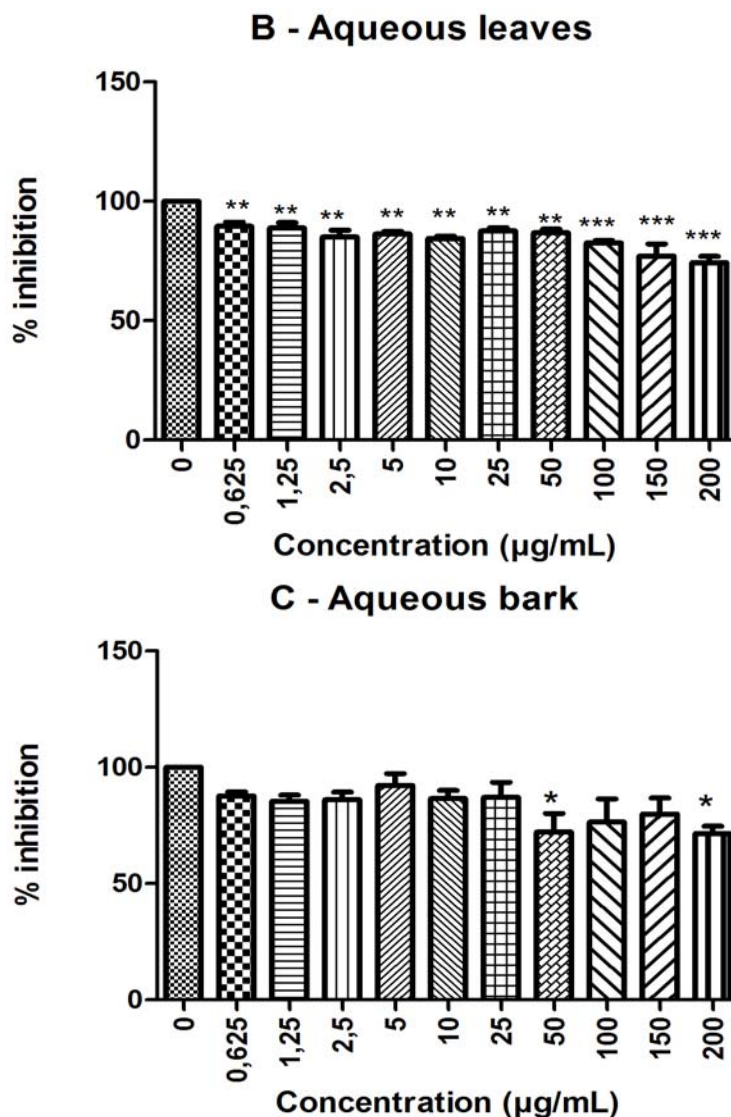 B - Aqueous leaves
% inhibition
150
100
50
0
** ** ** ** ** ** ** *** *** ***
0 0,625 1,25 2,5 5 10 25 50 100 150 200
Concentration (µg/mL)
C - Aqueous bark
% inhibition
150
100
50
0
* *
0 0,625 1,25 2,5 5 10 25 50 100 150 200
Concentration (µg/mL)